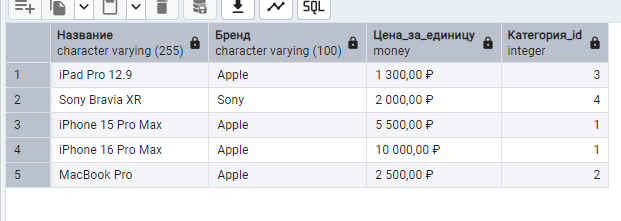 SQL
Название Бренд Цена_за_единицу Категория_id
character varying (255) character varying (100) money integer
1 iPad Pro 12.9 Apple 1 300,00 ₽ 3
2 Sony Bravia XR Sony 2 000,00 ₽ 4
3 iPhone 15 Pro Max Apple 5 500,00 ₽ 1
4 iPhone 16 Pro Max Apple 10 000,00 ₽ 1
5 MacBook Pro Apple 2 500,00 ₽ 2